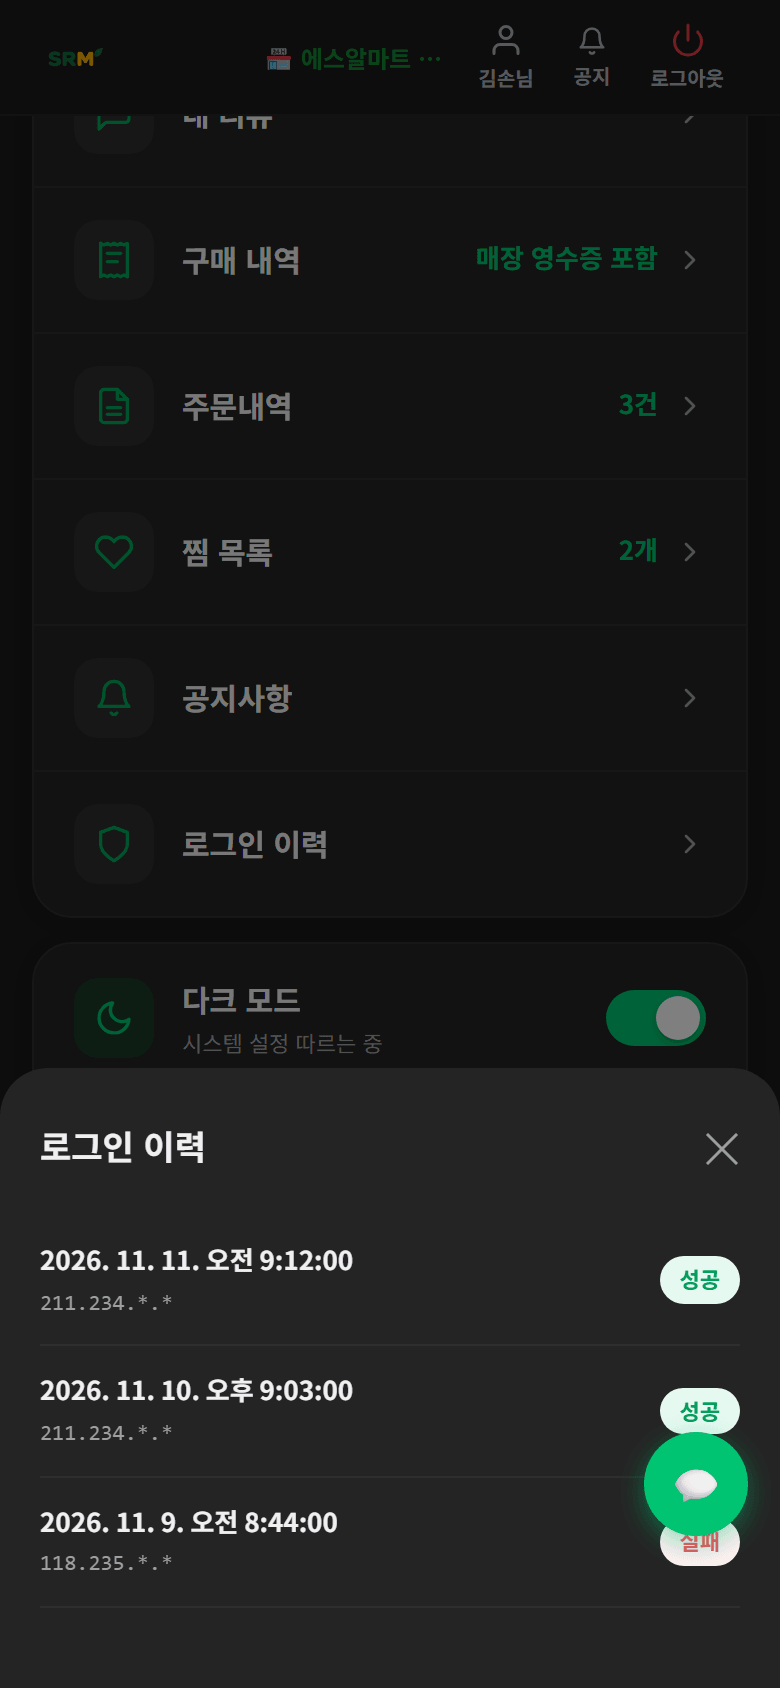 SRM
에스알마트 ···
김손님
공지
로그아웃
내 리뷰
구매 내역
매장 영수증 포함
주문내역
3건
찜 목록
2개
공지사항
로그인 이력
다크 모드
시스템 설정 따르는 중
로그인 이력
2026. 11. 11. 오전 9:12:00
211.234.*.*
성공
2026. 11. 10. 오후 9:03:00
211.234.*.*
성공
2026. 11. 9. 오전 8:44:00
118.235.*.*
실패